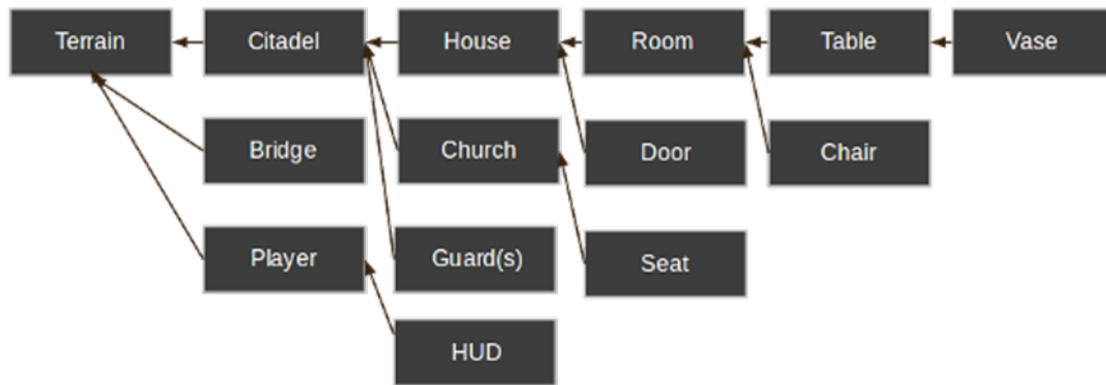 Terrain
Citadel
House
Room
Table
Vase
Bridge
Church
Door
Chair
Player
Guard(s)
Seat
HUD